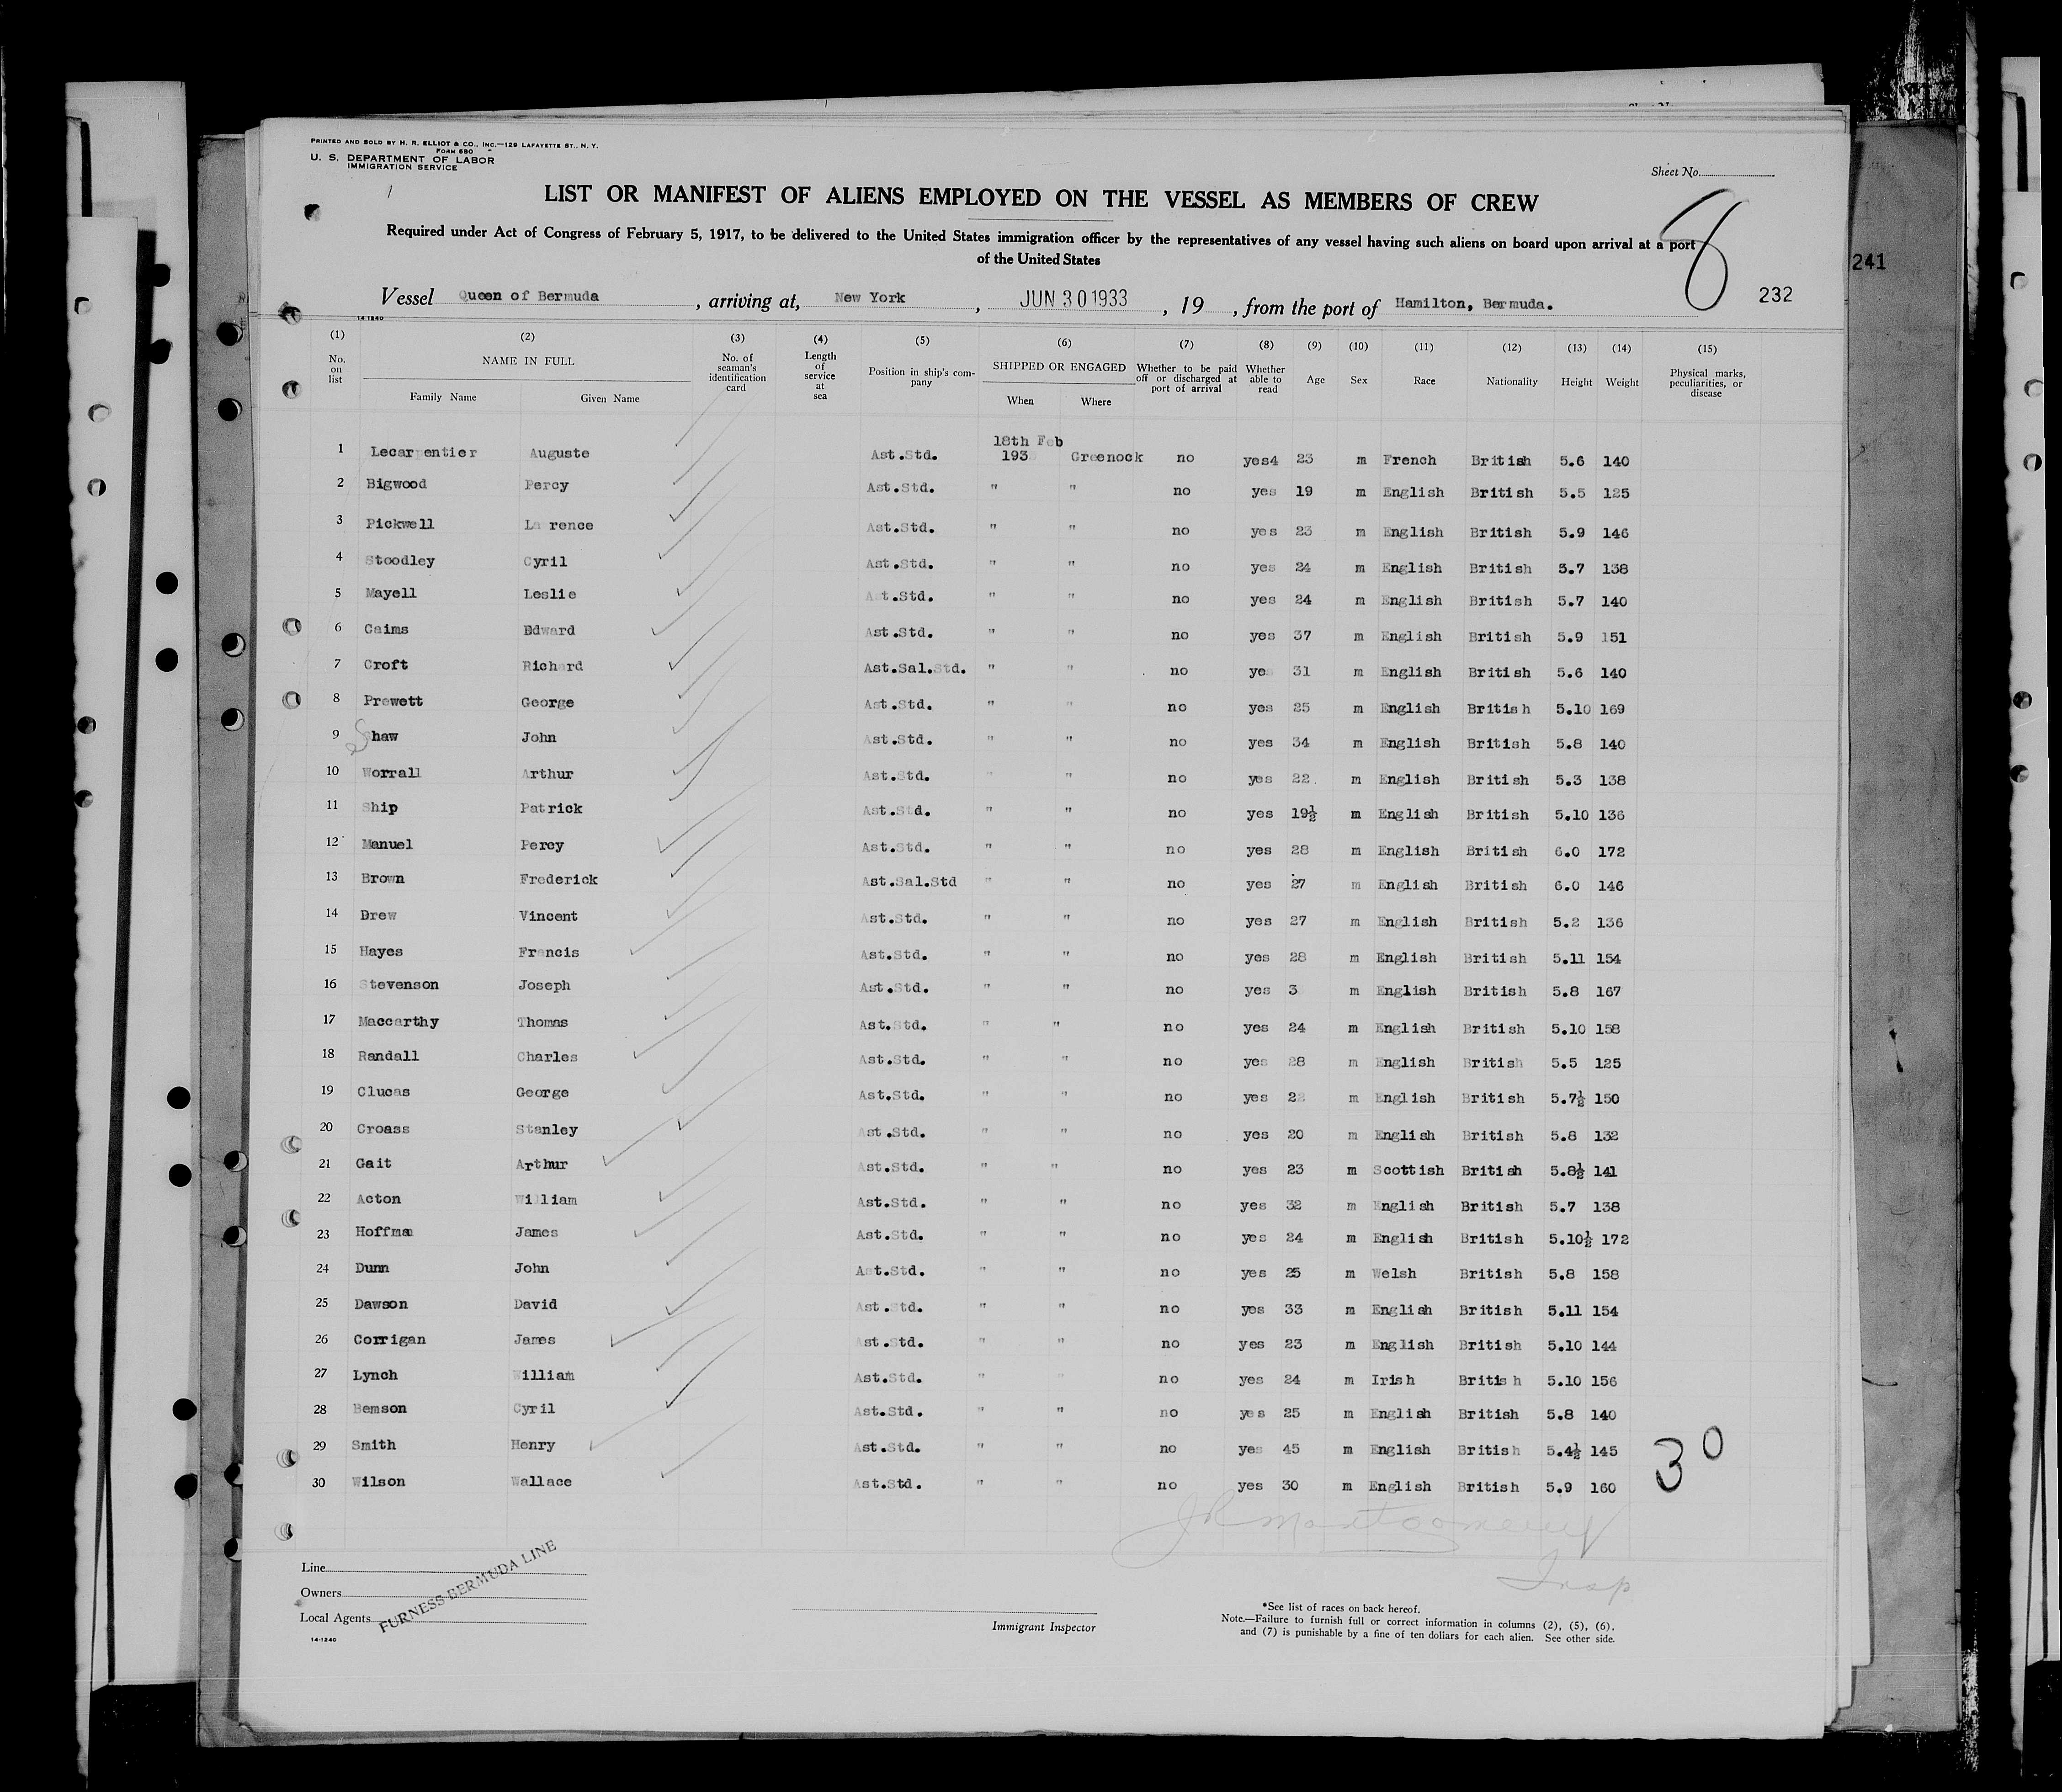 PRINTED AND SOLD BY H. R. ELLIOT & CO., INC.—129 LAFAYETTE ST., N. Y.
FORM 680
U. S. DEPARTMENT OF LABOR
IMMIGRATION SERVICE
Sheet No.
LIST OR MANIFEST OF ALIENS EMPLOYED ON THE VESSEL AS MEMBERS OF CREW
8
Required under Act of Congress of February 5, 1917, to be delivered to the United States immigration officer by the representatives of any vessel having such aliens on board upon arrival at a port
of the United States
241
Vessel Queen of Bermuda, arriving at, New York, JUN 30 1933, 19, from the port of Hamilton, Bermuda. 232
14-1240
(1) (2) (3) (4) (5) (6) (7) (8) (9) (10) (11) (12) (13) (14) (15)
No. on list NAME IN FULL Family Name Given Name No. of seaman's identification card Length of service at sea Position in ship's company SHIPPED OR ENGAGED When Where Whether to be paid off or discharged at port of arrival Whether able to read Age Sex Race Nationality Height Weight Physical marks, peculiarities, or disease
18th Feb
1 Lecarpentier Auguste Ast.Std. 193 Greenock no yes4 23 m French British 5.6 140
2 Bigwood Percy Ast.Std. " " no yes 19 m English British 5.5 125
3 Pickwell La rence Ast.Std. " " no yes 23 m English British 5.9 146
4 Stoodley Cyril Ast.Std. " " no yes 24 m English British 5.7 138
5 Mayell Leslie Ast.Std. " " no yes 24 m English British 5.7 140
6 Caims Edward Ast.Std. " " no yes 37 m English British 5.9 151
7 Croft Richard Ast.Sal.Std. " " no yes 31 m English British 5.6 140
8 Prewett George Ast.Std. " " no yes 25 m English British 5.10 169
9 Shaw John Ast.Std. " " no yes 34 m English British 5.8 140
10 Worrall Arthur Ast.Std. " " no yes 22 m English British 5.3 138
11 Ship Patrick Ast.Std. " " no yes 19½ m English British 5.10 136
12 Manuel Percy Ast.Std. " " no yes 28 m English British 6.0 172
13 Brown Frederick Ast.Sal.Std " " no yes 27 m English British 6.0 146
14 Drew Vincent Ast.Std. " " no yes 27 m English British 5.2 136
15 Hayes Francis Ast.Std. " " no yes 28 m English British 5.11 154
16 Stevenson Joseph Ast.Std. " " no yes 3 m English British 5.8 167
17 Maccarthy Thomas Ast.Std. " " no yes 24 m English British 5.10 158
18 Randall Charles Ast.Std. " " no yes 28 m English British 5.5 125
19 Clucas George Ast.Std. " " no yes 22 m English British 5.7½ 150
20 Croass Stanley Ast.Std. " " no yes 20 m English British 5.8 132
21 Gait Arthur Ast.Std. " " no yes 23 m Scottish British 5.8½ 141
22 Acton William Ast.Std. " " no yes 32 m English British 5.7 138
23 Hoffma James Ast.Std. " " no yes 24 m English British 5.10½ 172
24 Dunn John Ast.Std. " " no yes 25 m Welsh British 5.8 158
25 Dawson David Ast.Std. " " no yes 33 m English British 5.11 154
26 Corrigan James Ast.Std. " " no yes 23 m English British 5.10 144
27 Lynch William Ast.Std. " " no yes 24 m Irish British 5.10 156
28 Bemson Cyril Ast.Std. " " no yes 25 m English British 5.8 140
29 Smith Henry Ast.Std. " " no yes 45 m English British 5.4½ 145
30 Wilson Wallace Ast.Std. " " no yes 30 m English British 5.9 160
30
JR Montgomery
Insp
Line
Owners
Local Agents
FURNESS BERMUDA LINE
14-1240
Immigrant Inspector
*See list of races on back hereof.
Note.—Failure to furnish full or correct information in columns (2), (5), (6),
and (7) is punishable by a fine of ten dollars for each alien. See other side.